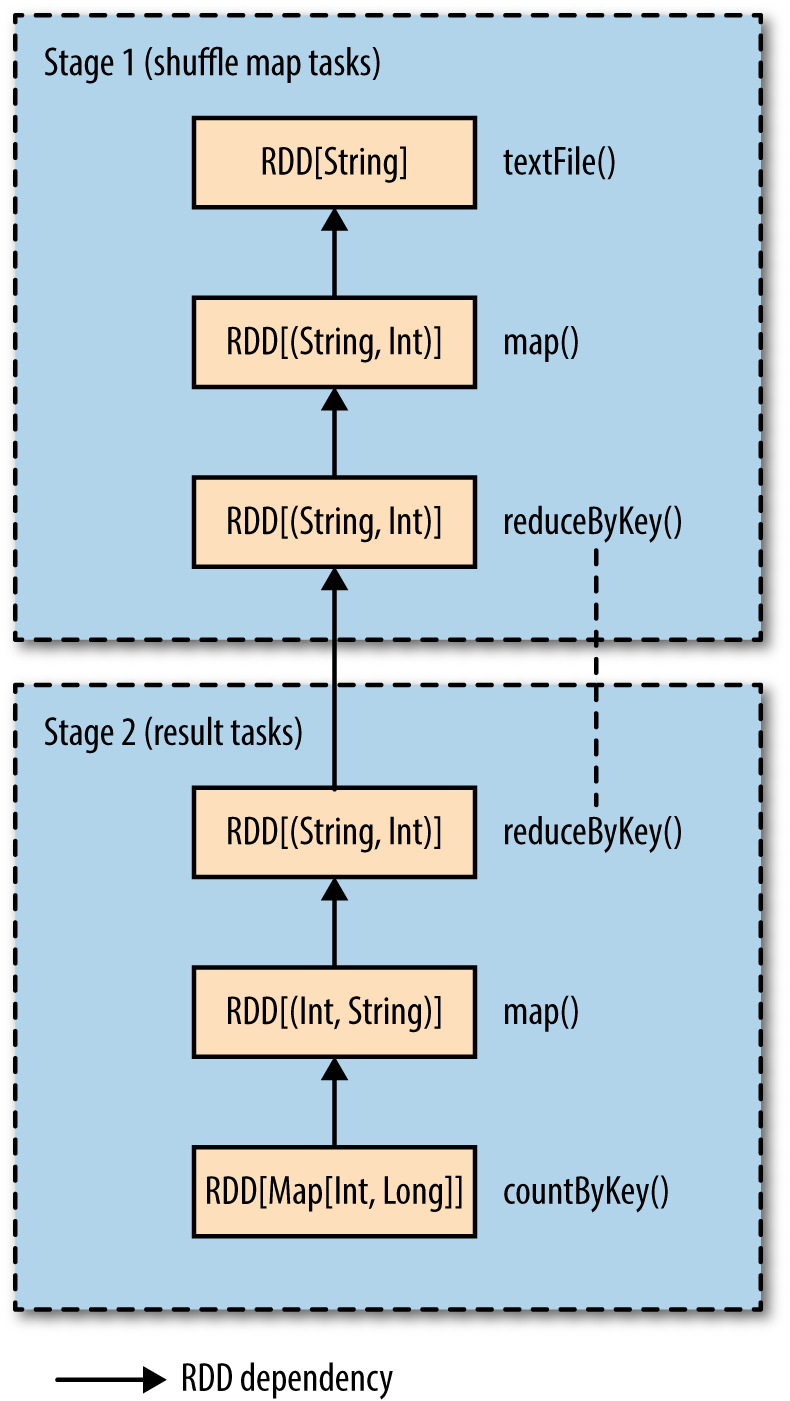 Stage 1 (shuffle map tasks)
RDD[String] textFile()
RDD[(String, Int)] map()
RDD[(String, Int)] reduceByKey()
Stage 2 (result tasks)
RDD[(String, Int)] reduceByKey()
RDD[(Int, String)] map()
RDD[Map[Int, Long]] countByKey()
RDD dependency